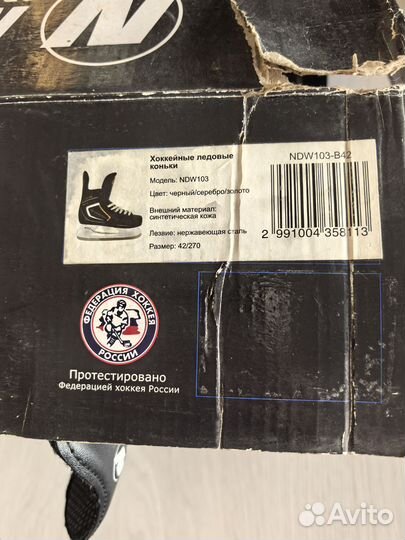 N
Хоккейные ледовые
коньки
NDW103-B42
Модель: NDW103
Цвет: черный/серебро/золото
Внешний материал:
синтетическая кожа
Лезвие: нержавеющая сталь
Размер: 42/270
2 991004 358113
ФЕДЕРАЦИЯ ХОККЕЯ
РОССИИ
Протестировано
Федерацией хоккея России
Avito